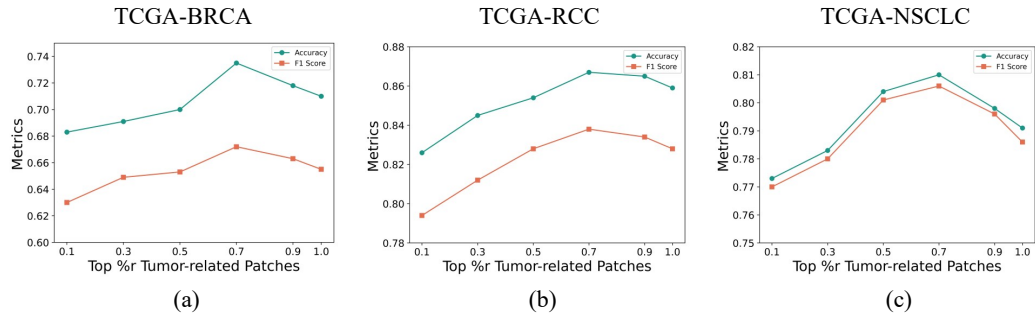 TCGA-BRCA
0.74
0.72
0.70
0.68
0.66
0.64
0.62
0.60
Metrics
Accuracy
F1 Score
0.1 0.3 0.5 0.7 0.9 1.0
Top %r Tumor-related Patches
(a)
TCGA-RCC
0.88
0.86
0.84
0.82
0.80
0.78
Metrics
Accuracy
F1 Score
0.1 0.3 0.5 0.7 0.9 1.0
Top %r Tumor-related Patches
(b)
TCGA-NSCLC
0.82
0.81
0.80
0.79
0.78
0.77
0.76
0.75
Metrics
Accuracy
F1 Score
0.1 0.3 0.5 0.7 0.9 1.0
Top %r Tumor-related Patches
(c)